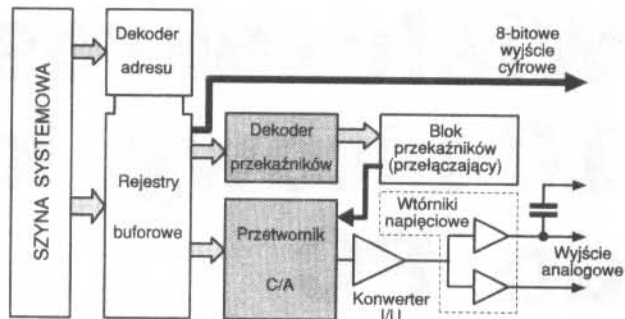 SZYNA SYSTEMOWA
Dekoder
adresu
Rejestry
buforowe
8-bitowe
wyjście
cyfrowe
Dekoder
przekaźników
Blok
przekaźników
(przełączający)
Przetwornik
C/A
Konwerter
I/U
Wtórniki
napięciowe
Wyjście
analogowe